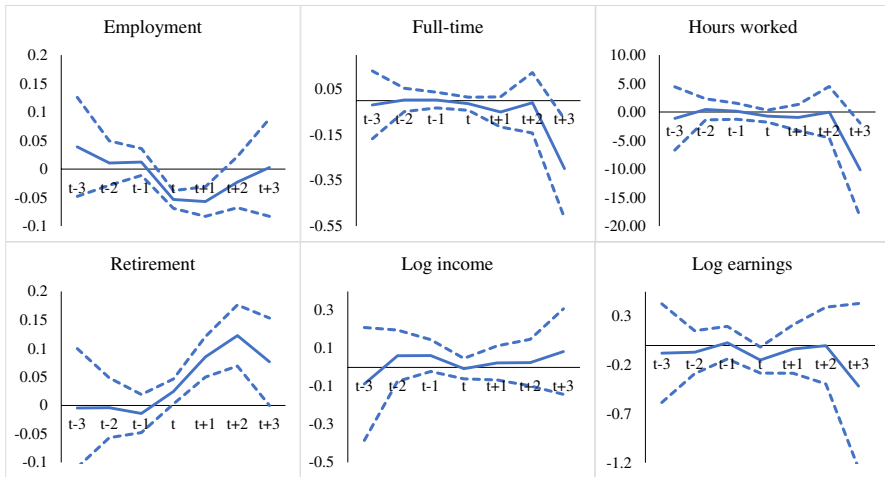 Employment
0.2
0.15
0.1
0.05
0
-0.05
-0.1
t-3 t-2 t-1 t t+1 t+2 t+3
Full-time
0.05
-0.15
-0.35
-0.55
t-3 t-2 t-1 t t+1 t+2 t+3
Hours worked
10.00
5.00
0.00
-5.00
-10.00
-15.00
-20.00
t-3 t-2 t-1 t t+1 t+2 t+3
Retirement
0.2
0.15
0.1
0.05
0
-0.05
-0.1
t-3 t-2 t-1 t t+1 t+2 t+3
Log income
0.3
0.1
-0.1
-0.3
-0.5
t-3 t-2 t-1 t t+1 t+2 t+3
Log earnings
0.3
-0.2
-0.7
-1.2
t-3 t-2 t-1 t t+1 t+2 t+3